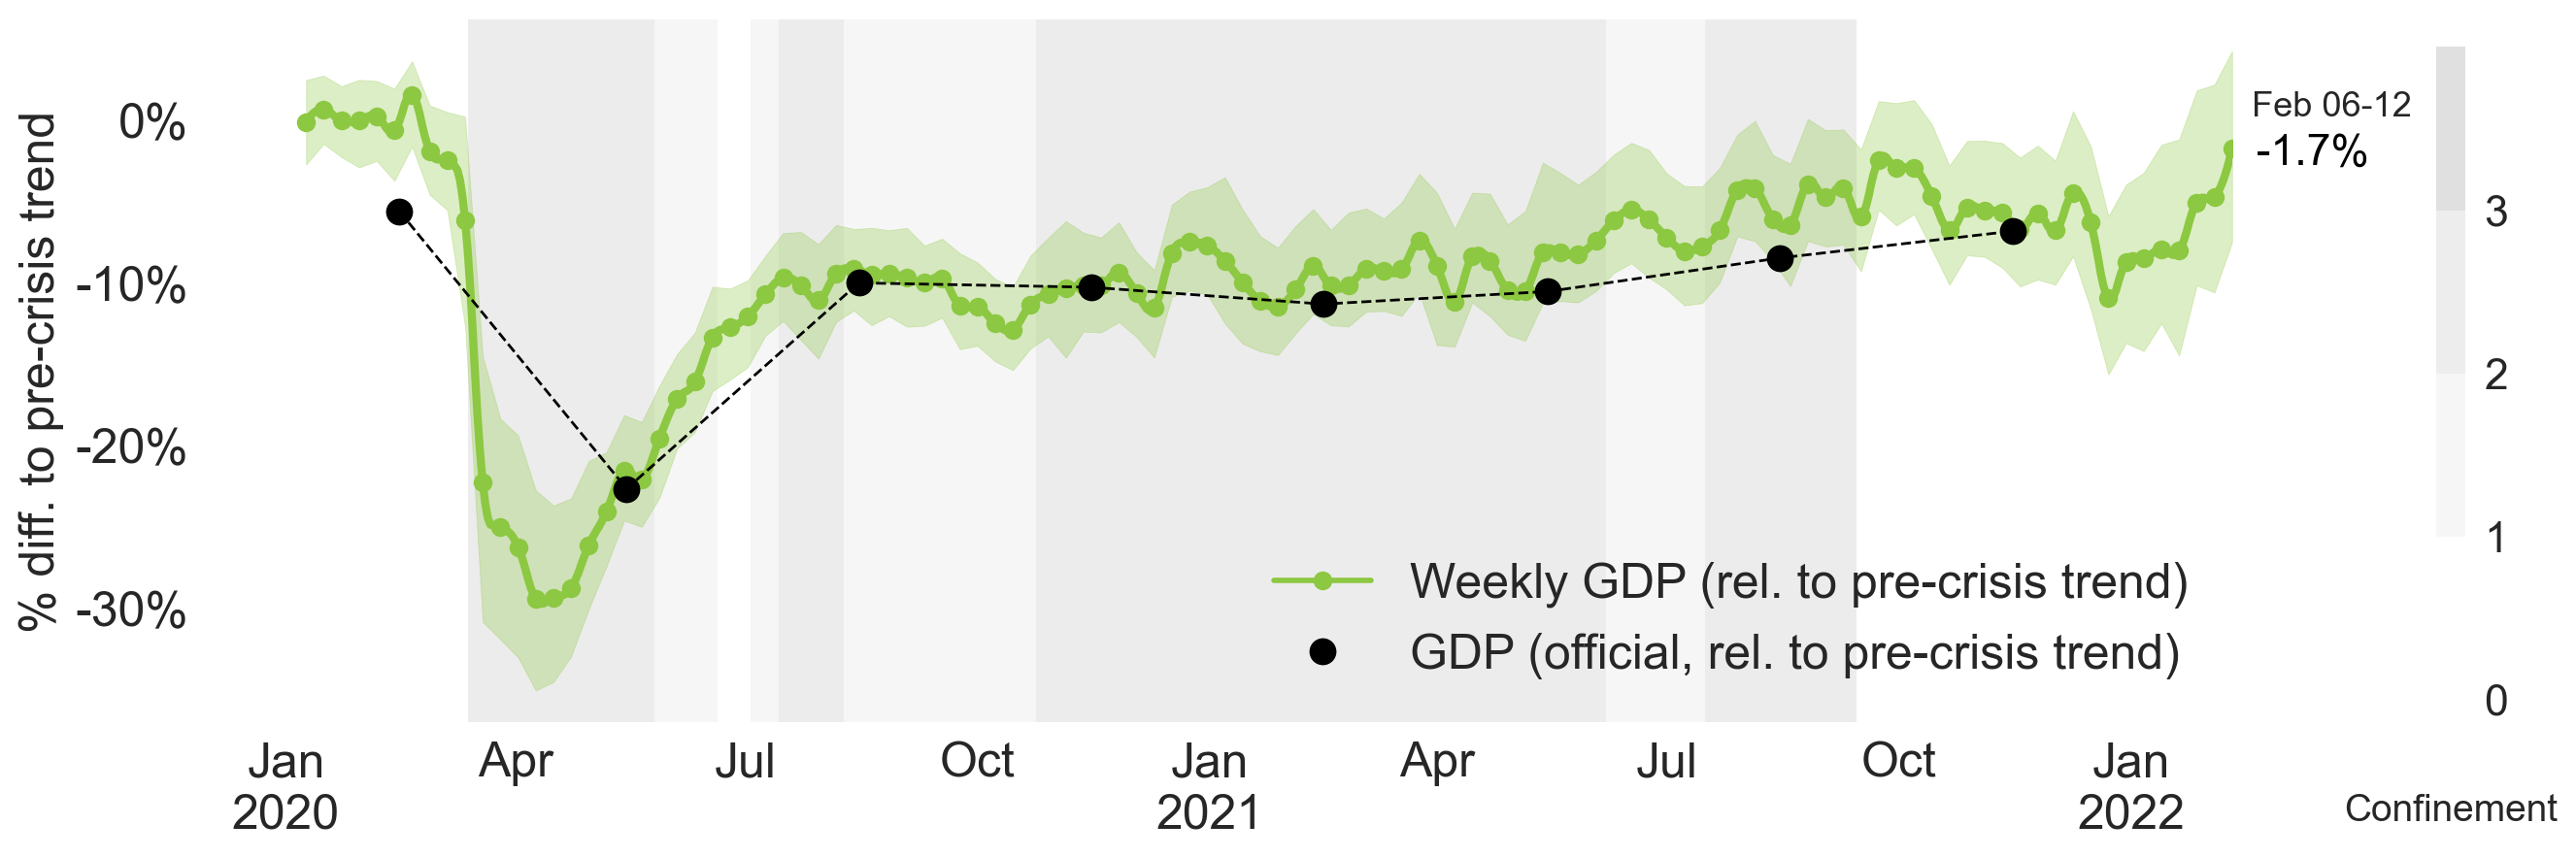 % diff. to pre-crisis trend
0%
-10%
-20%
-30%
Feb 06-12
-1.7%
3
2
1
0
Weekly GDP (rel. to pre-crisis trend)
GDP (official, rel. to pre-crisis trend)
Jan Apr Jul Oct Jan Apr Jul Oct Jan
2020 2021 2022
Confinement